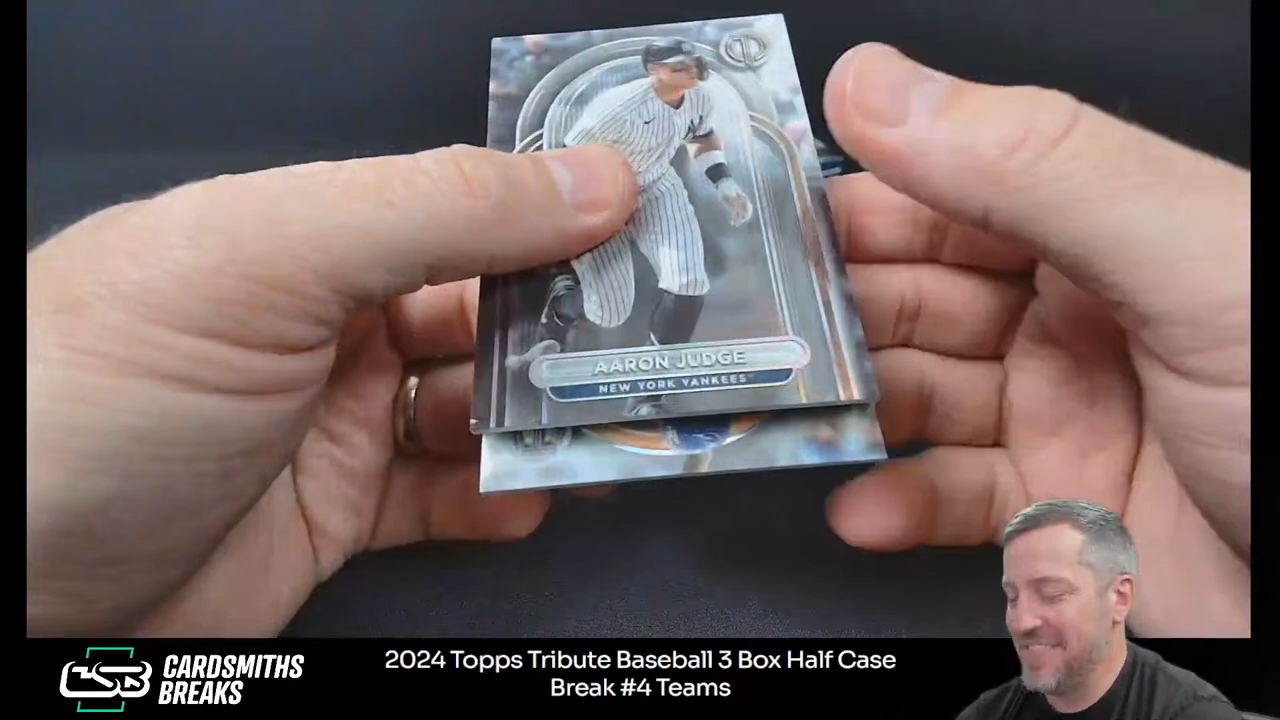 AARON JUDGE
NEW YORK YANKEES
CSB
CARDSMITHS
BREAKS
2024 Topps Tribute Baseball 3 Box Half Case
Break #4 Teams